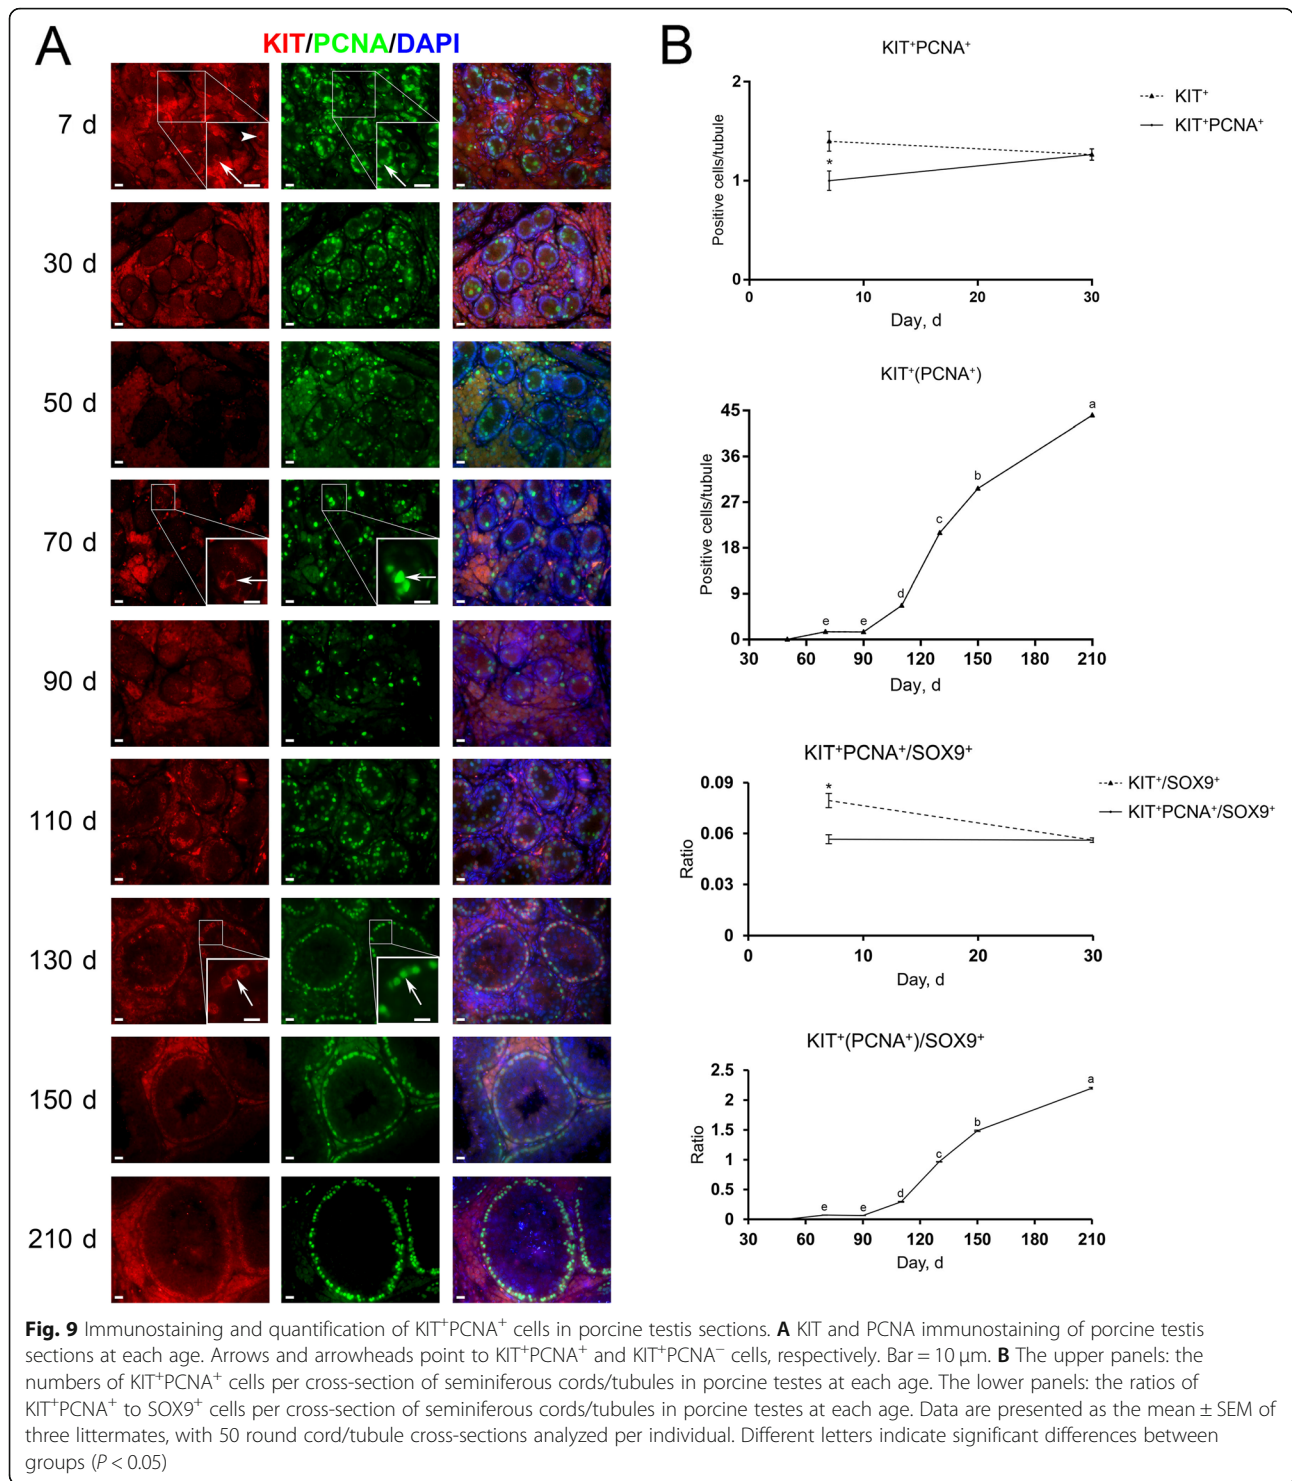 A
KIT/PCNA/DAPI
7 d
30 d
50 d
70 d
90 d
110 d
130 d
150 d
210 d
B
KIT⁺PCNA⁺
Positive cells/tubule
2
1
0
*
0 10 20 30
Day, d
KIT⁺
KIT⁺PCNA⁺
KIT⁺(PCNA⁺)
Positive cells/tubule
45
36
27
18
9
0
e e d c b a
30 60 90 120 150 180 210
Day, d
KIT⁺PCNA⁺/SOX9⁺
Ratio
0.09
0.06
0.03
0
*
0 10 20 30
Day, d
KIT⁺/SOX9⁺
KIT⁺PCNA⁺/SOX9⁺
KIT⁺(PCNA⁺)/SOX9⁺
Ratio
2.5
2
1.5
1
0.5
0
e e d c b a
30 60 90 120 150 180 210
Day, d
Fig. 9 Immunostaining and quantification of KIT⁺PCNA⁺ cells in porcine testis sections. A KIT and PCNA immunostaining of porcine testis
sections at each age. Arrows and arrowheads point to KIT⁺PCNA⁺ and KIT⁺PCNA⁻ cells, respectively. Bar = 10 μm. B The upper panels: the
numbers of KIT⁺PCNA⁺ cells per cross-section of seminiferous cords/tubules in porcine testes at each age. The lower panels: the ratios of
KIT⁺PCNA⁺ to SOX9⁺ cells per cross-section of seminiferous cords/tubules in porcine testes at each age. Data are presented as the mean ± SEM of
three littermates, with 50 round cord/tubule cross-sections analyzed per individual. Different letters indicate significant differences between
groups (P < 0.05)